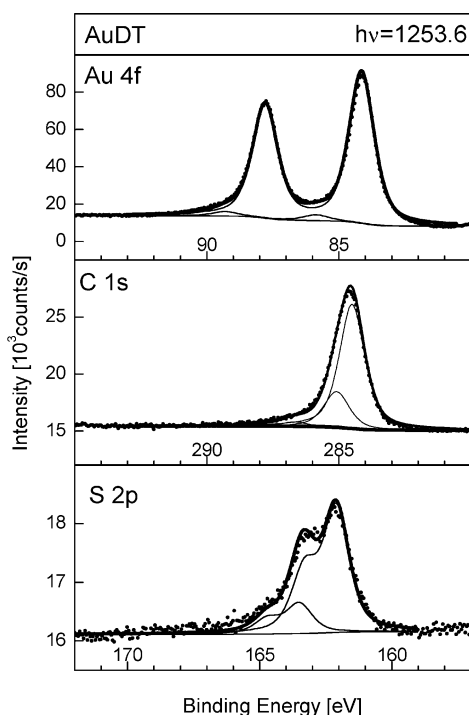 AuDT hν=1253.6
Au 4f
80
60
40
20
0
90 85
C 1s
25
20
15
290 285
S 2p
18
17
16
170 165 160
Intensity [10³counts/s]
Binding Energy [eV]